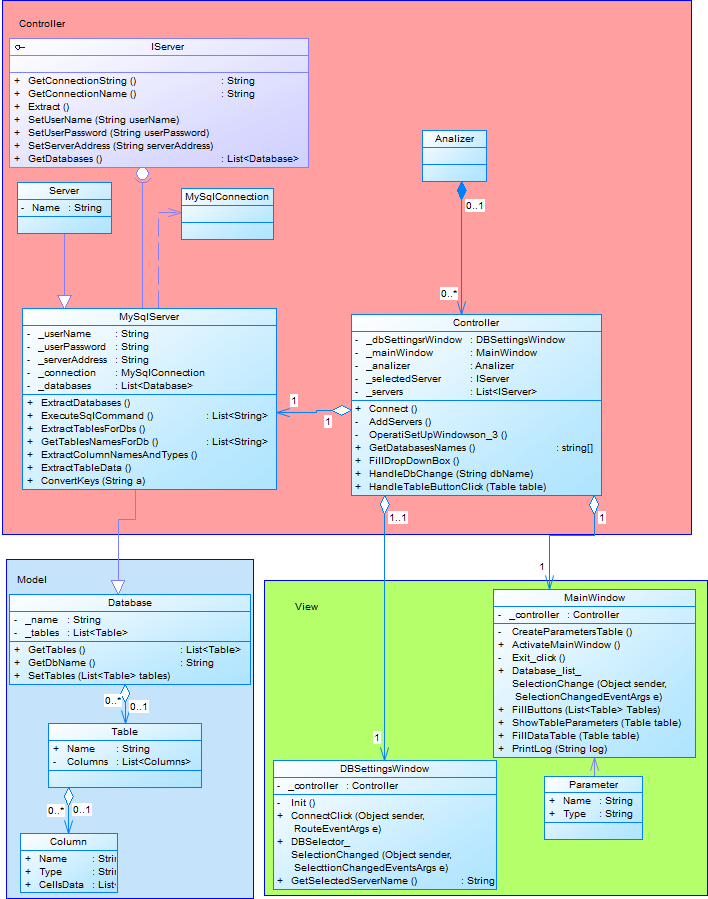 Controller
IServer
+ GetConnectionString () : String
+ GetConnectionName () : String
+ Extract ()
+ SetUserName (String userName)
+ SetUserPassword (String userPassword)
+ SetServerAddress (String serverAddress)
+ GetDatabases () : List<Database>
Server
- Name : String
MySqlConnection
Analizer
0..1
0..*
MySqlServer
- _userName : String
- _userPassword : String
- _serverAddress : String
- _connection : MySqlConnection
- _databases : List<Database>
+ ExtractDatabases ()
+ ExecuteSqlCommand () : List<String>
+ ExtractTablesForDbs ()
+ GetTablesNamesForDb () : List<String>
+ ExtractColumnNamesAndTypes ()
+ ExtractTableData ()
+ ConvertKeys (String a)
1
1
Controller
- _dbSettingsrWindow : DBSettingsWindow
- _mainWindow : MainWindow
- _analizer : Analizer
- _selectedServer : IServer
- _servers : List<IServer>
+ Connect ()
- AddServers ()
- OperatiSetUpWindowson_3 ()
+ GetDatabasesNames () : string[]
+ FillDropDownBox ()
+ HandleDbChange (String dbName)
+ HandleTableButtonClick (Table table)
1..1
1
1
1
Model
Database
- _name : String
- _tables : List<Table>
+ GetTables () : List<Table>
+ GetDbName () : String
+ SetTables (List<Table> tables)
0..*
0..1
Table
+ Name : String
- Columns : List<Columns>
0..*
0..1
Column
+ Name : Stri
+ Type : Stri
+ CellsData : List<
View
MainWindow
- _controller : Controller
- CreateParametersTable ()
+ ActivateMainWindow ()
- Exit_click ()
+ Database_list_
SelectionChange (Object sender,
SelectionChangedEventArgs e)
+ FillButtons (List<Table> Tables)
+ ShowTableParameters (Table table)
+ FillDataTable (Table table)
+ PrintLog (String log)
Parameter
+ Name : String
+ Type : String
DBSettingsWindow
- _controller : Controller
- Init ()
+ ConnectClick (Object sender,
RouteEventArgs e)
+ DBSelector_
SelectionChanged (Object sender,
SelecttionChangedEventsArgs e)
+ GetSelectedServerName () : String